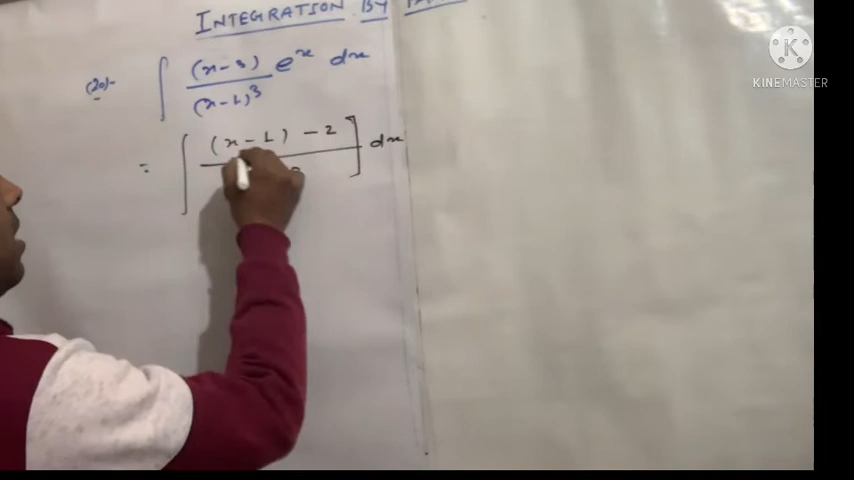 INTEGRATION BY
(20)- ∫ (x-3)/(x-1)³ eˣ dx
= ∫ [(x-1) - 2] dx
K
KINEMASTER